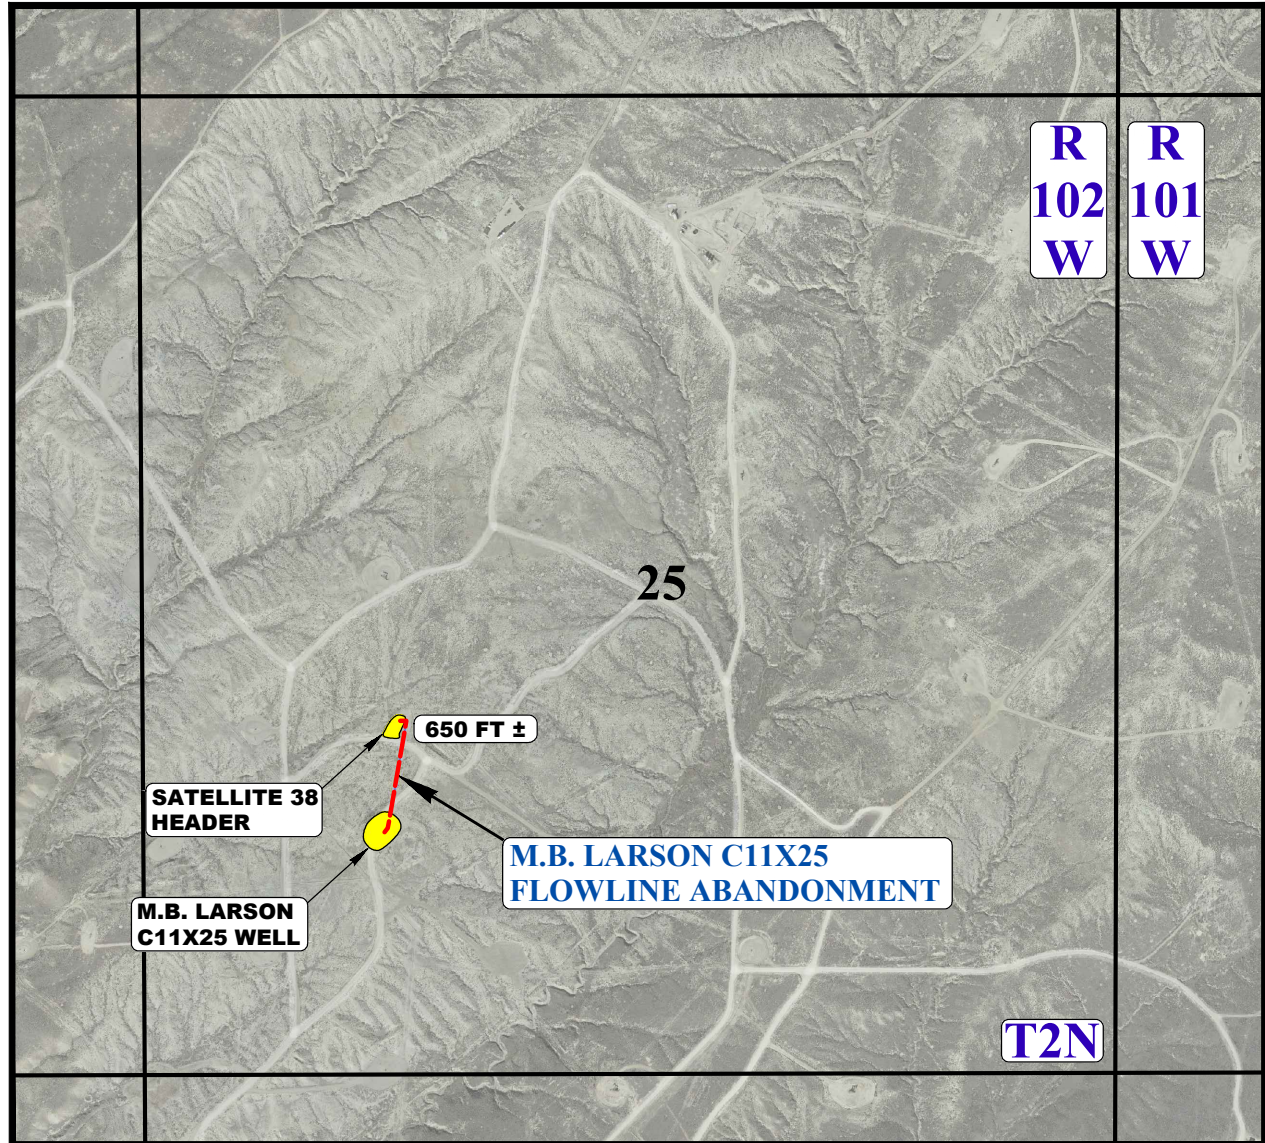 R
102
W
R
101
W
25
650 FT ±
SATELLITE 38
HEADER
M.B. LARSON C11X25
FLOWLINE ABANDONMENT
M.B. LARSON
C11X25 WELL
T2N